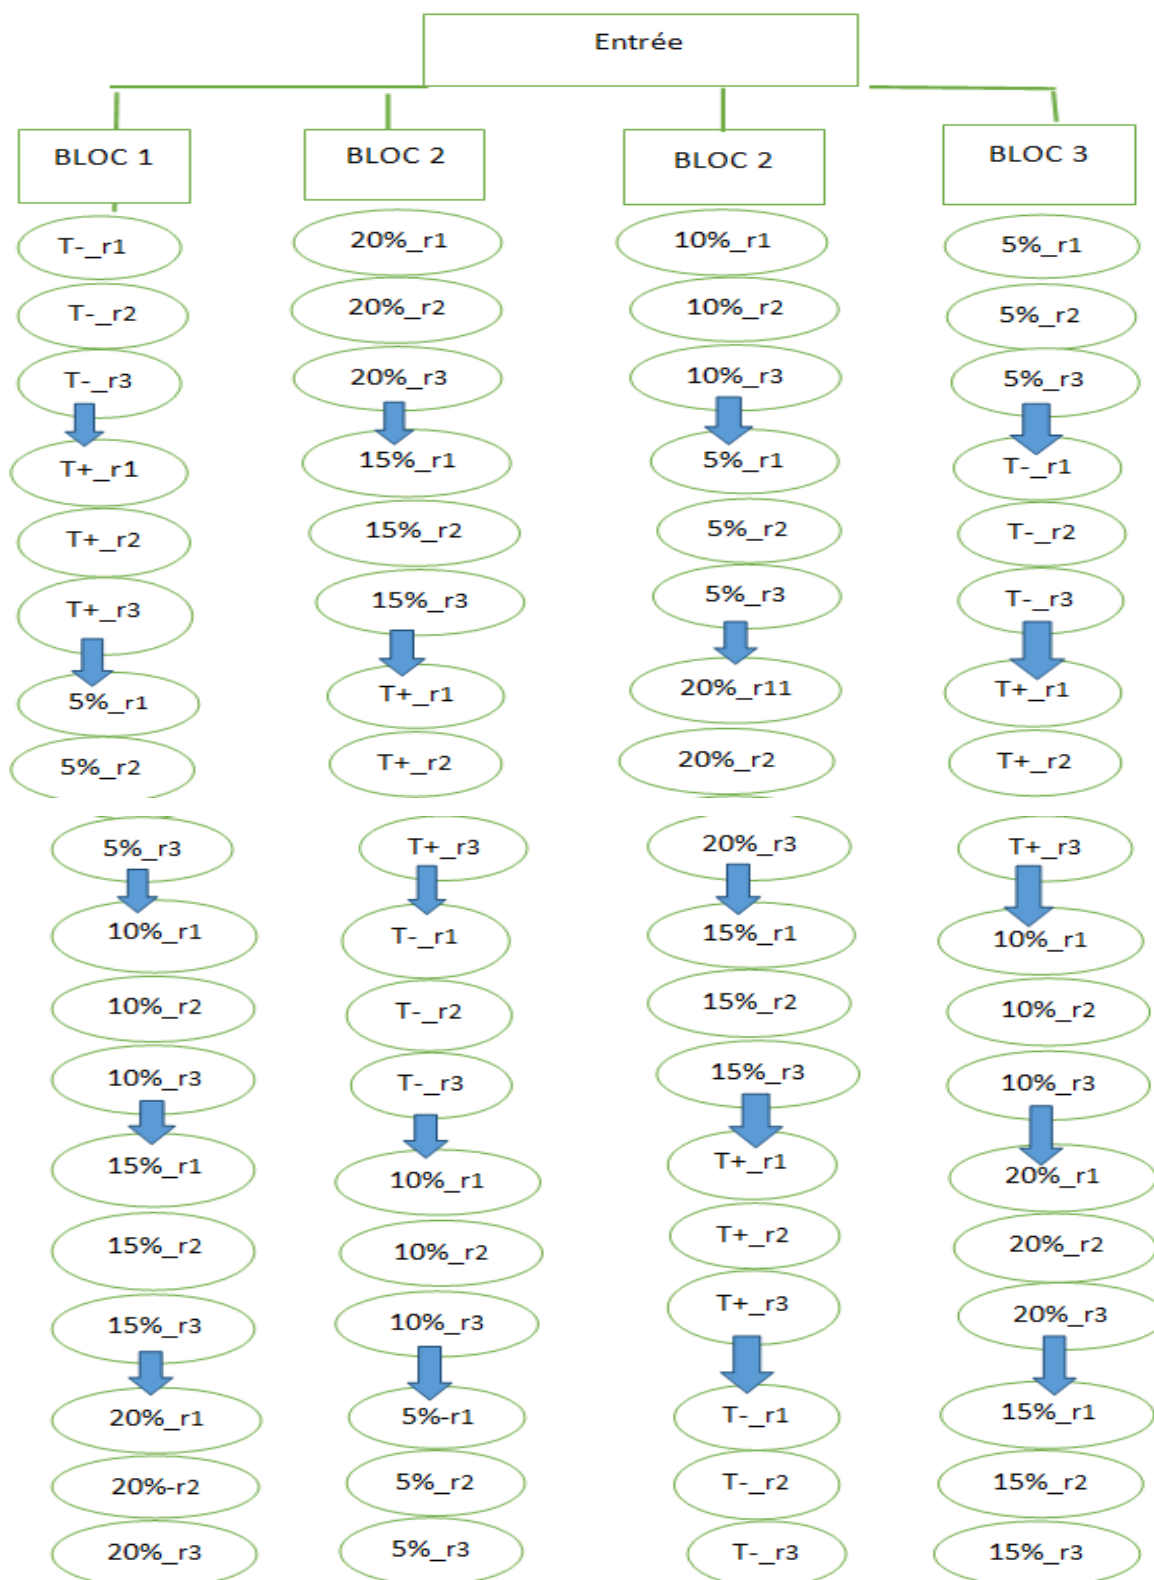 Entrée
BLOC 1
T-_r1
T-_r2
T-_r3
T+_r1
T+_r2
T+_r3
5%_r1
5%_r2
5%_r3
10%_r1
10%_r2
10%_r3
15%_r1
15%_r2
15%_r3
20%_r1
20%-r2
20%_r3
BLOC 2
20%_r1
20%_r2
20%_r3
15%_r1
15%_r2
15%_r3
T+_r1
T+_r2
T+_r3
T-_r1
T-_r2
T-_r3
10%_r1
10%_r2
10%_r3
5%-r1
5%_r2
5%_r3
BLOC 2
10%_r1
10%_r2
10%_r3
5%_r1
5%_r2
5%_r3
20%_r11
20%_r2
20%_r3
15%_r1
15%_r2
15%_r3
T+_r1
T+_r2
T+_r3
T-_r1
T-_r2
T-_r3
BLOC 3
5%_r1
5%_r2
5%_r3
T-_r1
T-_r2
T-_r3
T+_r1
T+_r2
T+_r3
10%_r1
10%_r2
10%_r3
20%_r1
20%_r2
20%_r3
15%_r1
15%_r2
15%_r3